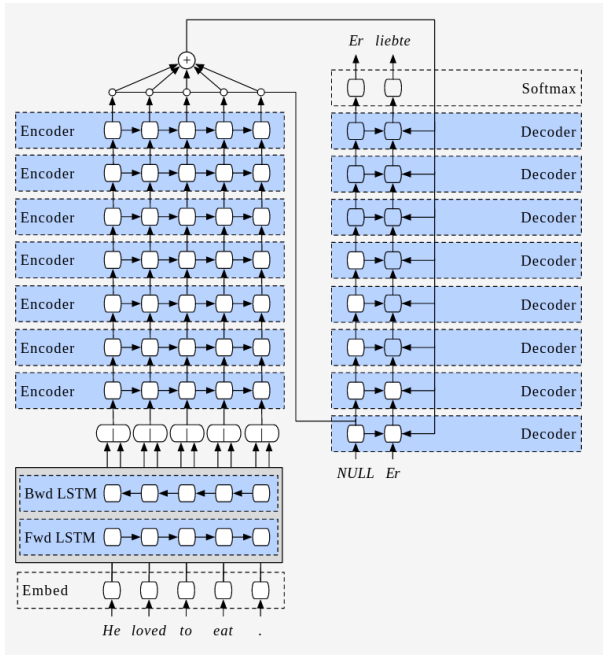 Er liebte
Softmax
Encoder
Encoder
Encoder
Encoder
Encoder
Encoder
Encoder
Decoder
Decoder
Decoder
Decoder
Decoder
Decoder
Decoder
Decoder
NULL Er
+
Bwd LSTM
Fwd LSTM
Embed
He loved to eat .